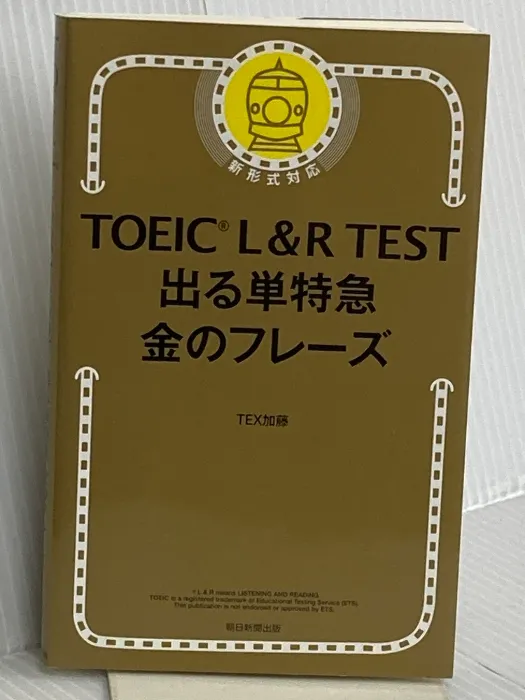 新形式対応
TOEIC® L & R TEST
出る単特急
金のフレーズ
TEX加藤
* L & R means LISTENING AND READING.
TOEIC is a registered trademark of Educational Testing Service (ETS).
This publication is not endorsed or approved by ETS.
朝日新聞出版